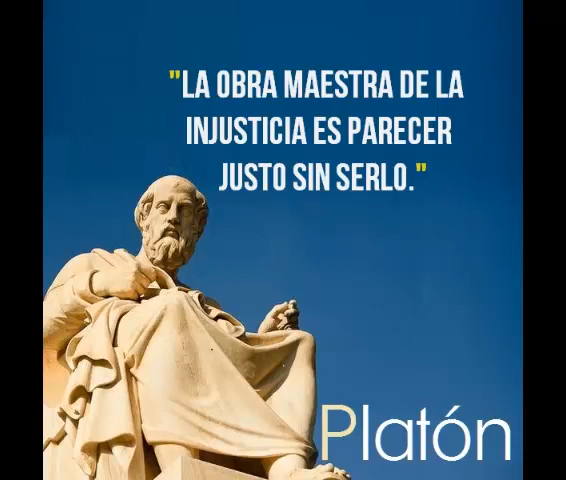 "LA OBRA MAESTRA DE LA
INJUSTICIA ES PARECER
JUSTO SIN SERLO."
Platón